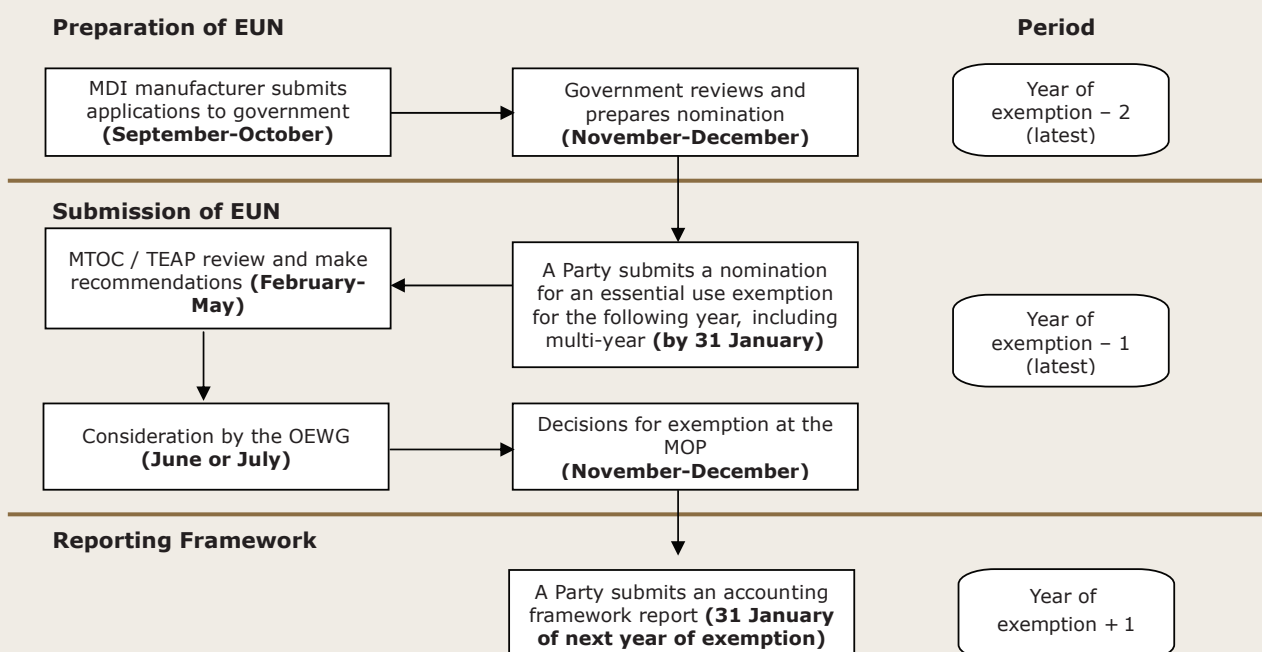 Preparation of EUN
Period
MDI manufacturer submits
applications to government
(September-October)
Government reviews and
prepares nomination
(November-December)
Year of
exemption – 2
(latest)
Submission of EUN
MTOC / TEAP review and make
recommendations (February-
May)
A Party submits a nomination
for an essential use exemption
for the following year, including
multi-year (by 31 January)
Year of
exemption – 1
(latest)
Consideration by the OEWG
(June or July)
Decisions for exemption at the
MOP
(November-December)
Reporting Framework
A Party submits an accounting
framework report (31 January
of next year of exemption)
Year of
exemption + 1